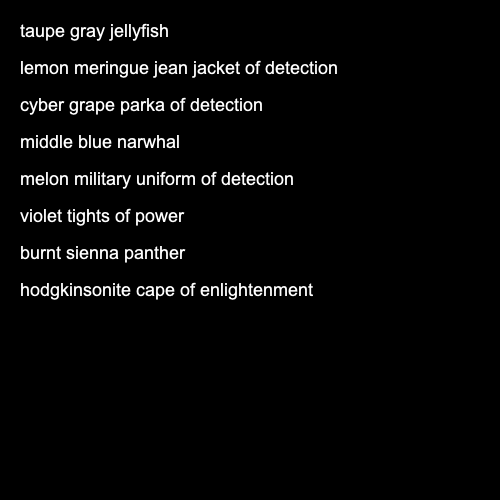 taupe gray jellyfish
lemon meringue jean jacket of detection
cyber grape parka of detection
middle blue narwhal
melon military uniform of detection
violet tights of power
burnt sienna panther
hodgkinsonite cape of enlightenment